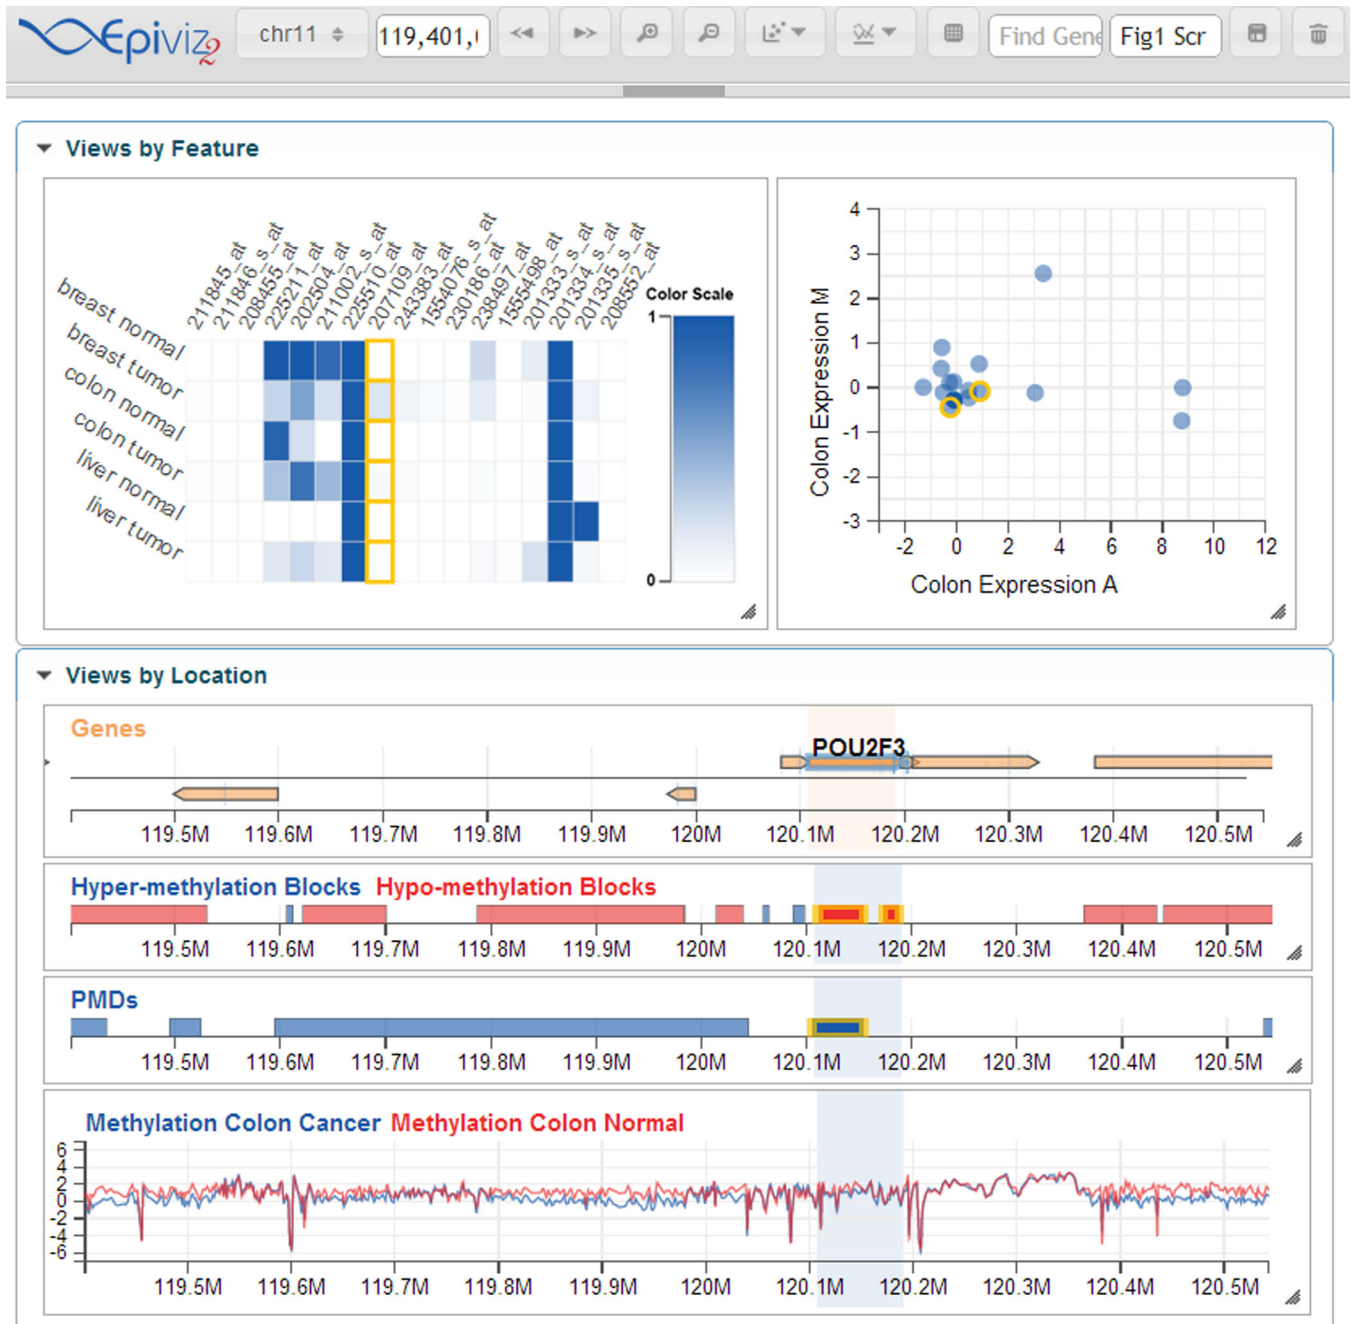 Epiviz2
chr11
119,401,
Find Gene
Fig1 Scr
Views by Feature
211845_at
211846_s_at
208455_at
225211_at
202504_at
211002_s_at
225510_at
207109_at
243383_at
1554076_s_at
230186_at
238497_at
1555498_at
201333_s_at
201334_s_at
201335_s_at
208552_at
breast normal
breast tumor
colon normal
colon tumor
liver normal
liver tumor
Color Scale
1
0
4
3
2
1
0
-1
-2
-3
Colon Expression M
-2 0 2 4 6 8 10 12
Colon Expression A
Views by Location
Genes
POU2F3
119.5M 119.6M 119.7M 119.8M 119.9M 120M 120.1M 120.2M 120.3M 120.4M 120.5M
Hyper-methylation Blocks Hypo-methylation Blocks
119.5M 119.6M 119.7M 119.8M 119.9M 120M 120.1M 120.2M 120.3M 120.4M 120.5M
PMDs
119.5M 119.6M 119.7M 119.8M 119.9M 120M 120.1M 120.2M 120.3M 120.4M 120.5M
Methylation Colon Cancer Methylation Colon Normal
6
4
2
0
-2
-4
-6
119.5M 119.6M 119.7M 119.8M 119.9M 120M 120.1M 120.2M 120.3M 120.4M 120.5M